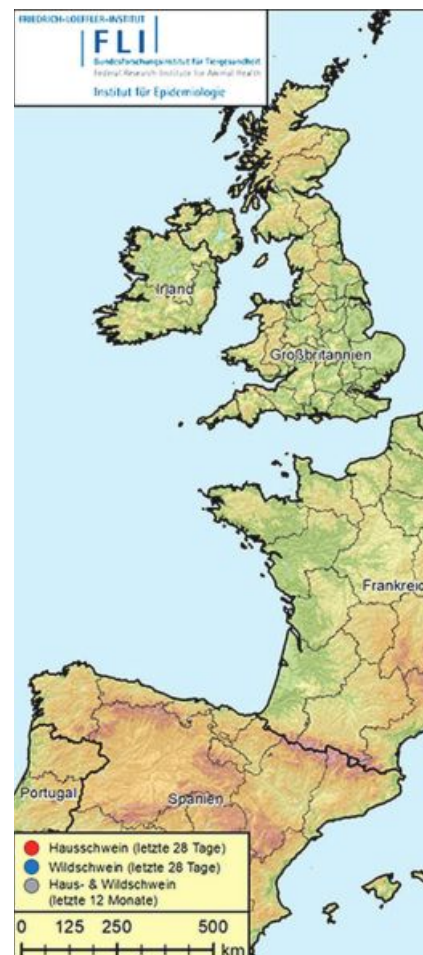 FRIEDRICH-LOEFFLER-INSTITUT
FLI
Bundesforschungsinstitut für Tiergesundheit
Federal Research Institute for Animal Health
Institut für Epidemiologie
Irland
Großbritannien
Frankreic
Portugal
Spanien
Hausschwein (letzte 28 Tage)
Wildschwein (letzte 28 Tage)
Haus- & Wildschwein
(letzte 12 Monate)
0 125 250 500
km